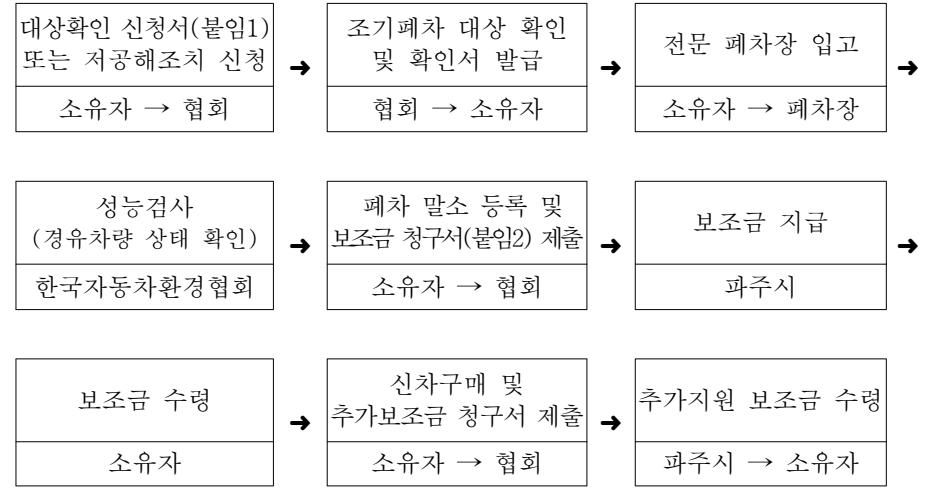 대상확인 신청서(붙임1)
또는 저공해조치 신청
소유자 → 협회
➜
조기폐차 대상 확인
및 확인서 발급
협회 → 소유자
➜
전문 폐차장 입고
소유자 → 폐차장
➜
성능검사
(경유차량 상태 확인)
한국자동차환경협회
➜
폐차 말소 등록 및
보조금 청구서(붙임2) 제출
소유자 → 협회
➜
보조금 지급
파주시
➜
보조금 수령
소유자
➜
신차구매 및
추가보조금 청구서 제출
소유자 → 협회
➜
추가지원 보조금 수령
파주시 → 소유자